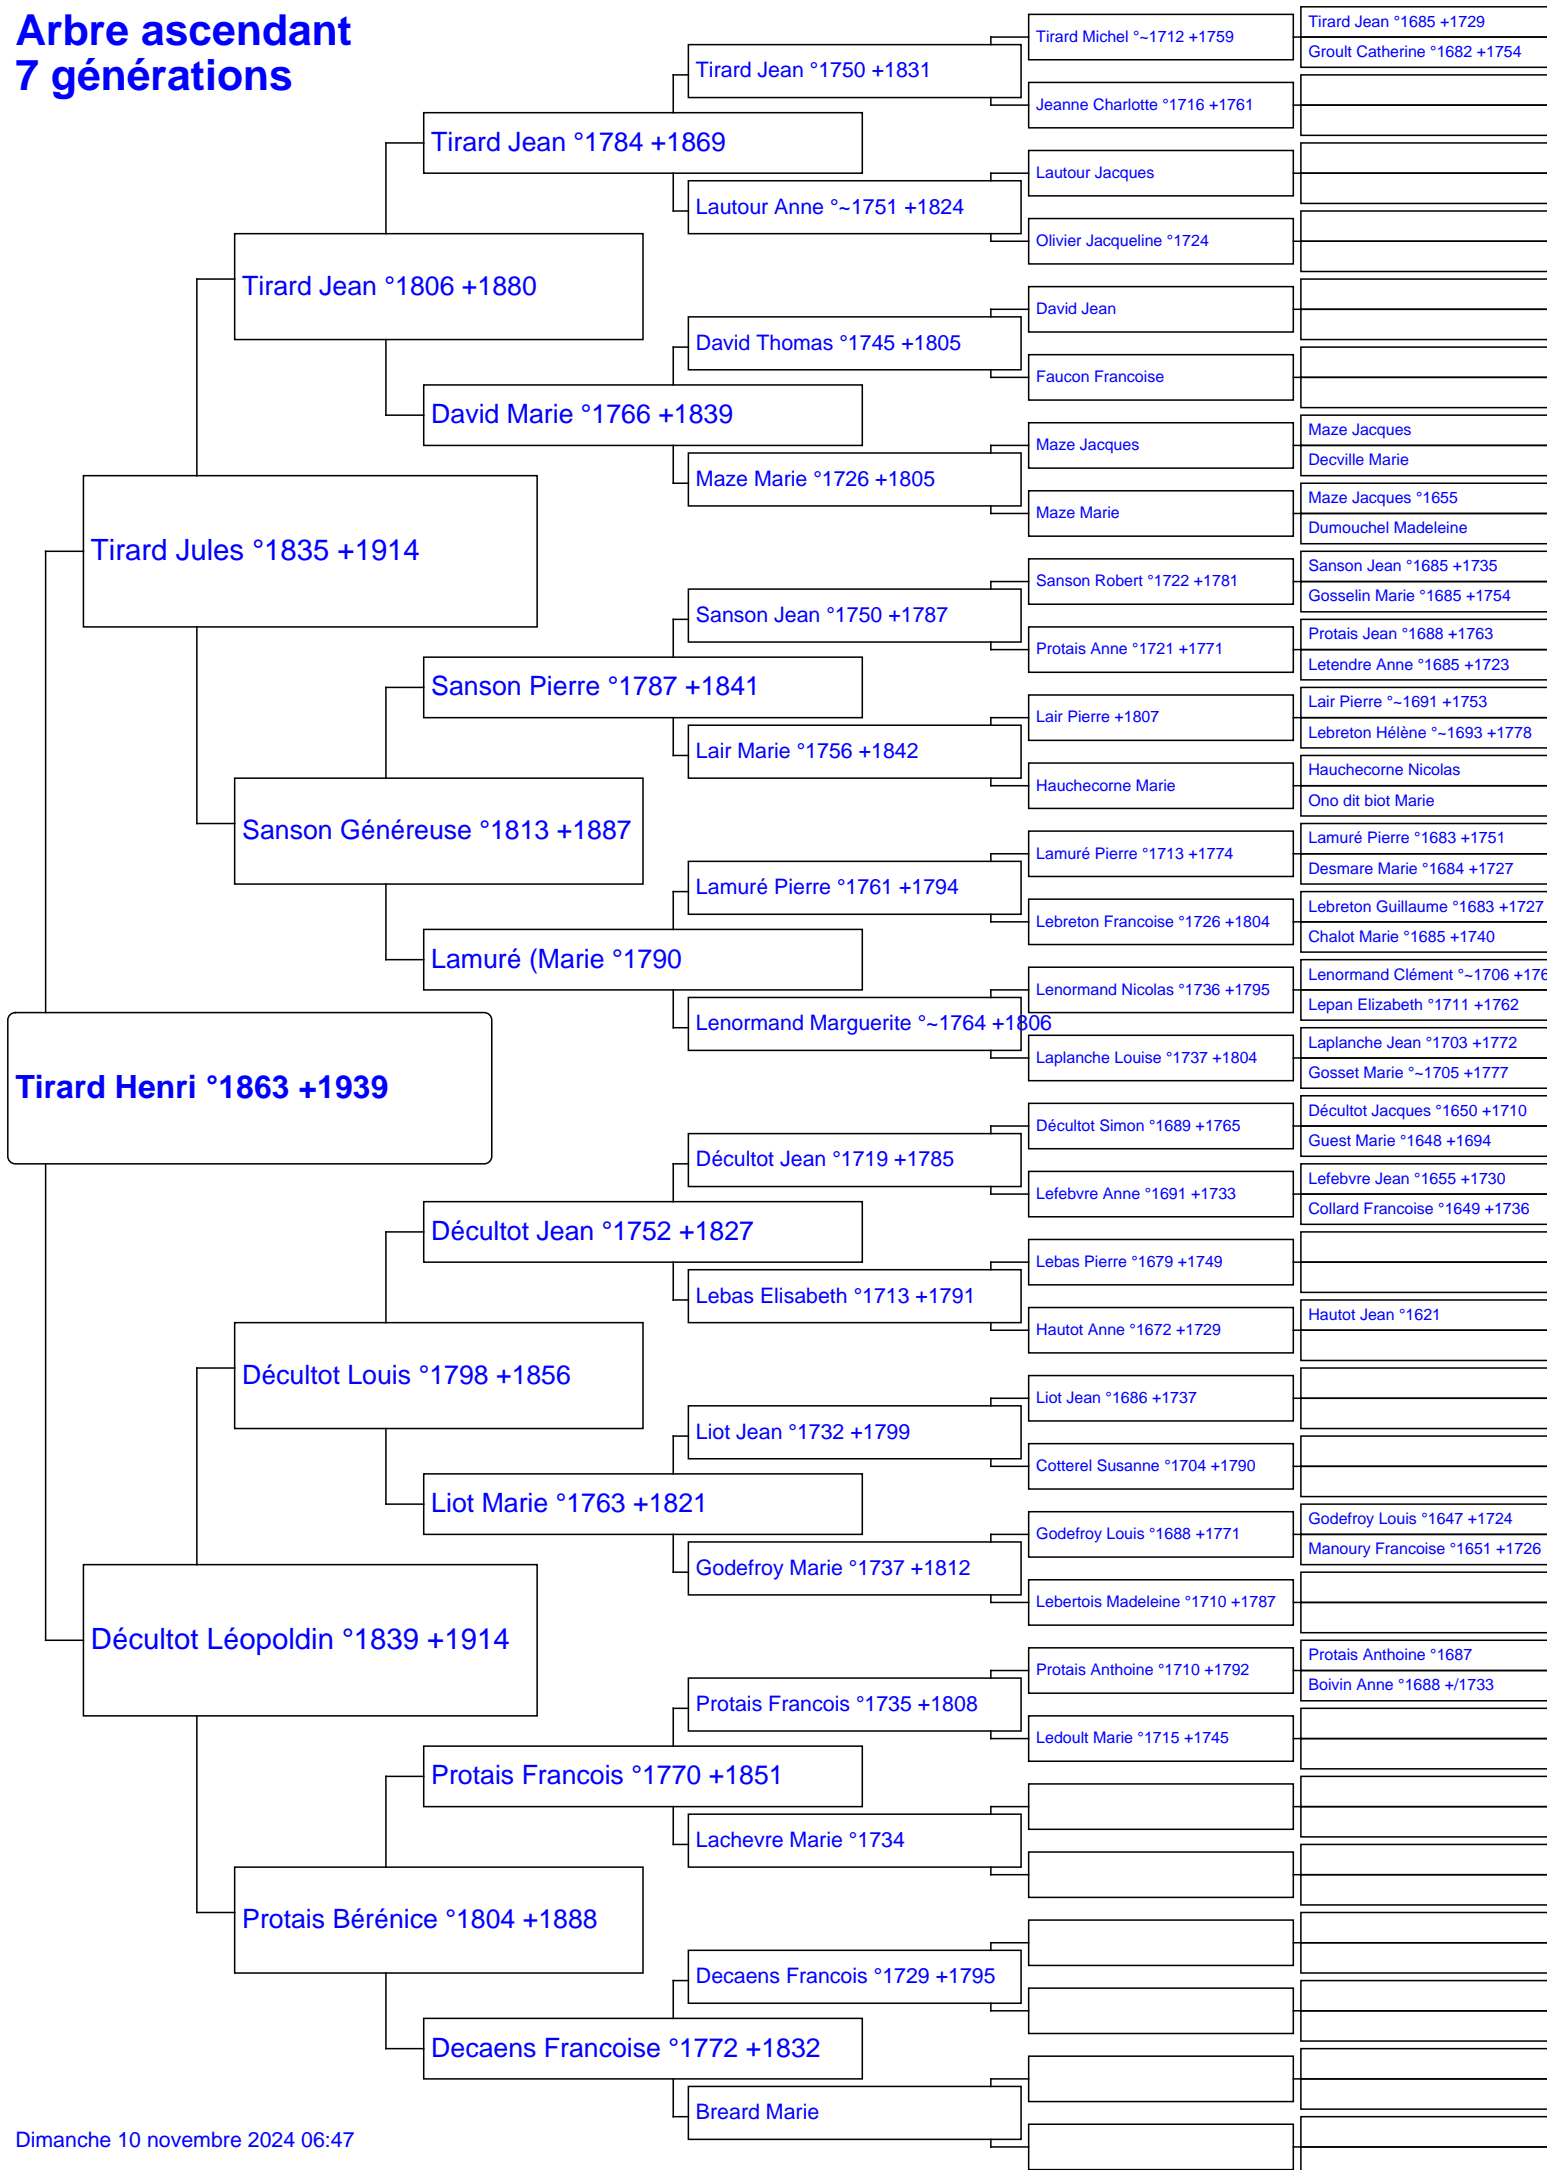 Arbre ascendant
7 générations
Tirard Henri °1863 +1939
Tirard Jules °1835 +1914
Décultot Léopoldin °1839 +1914
Tirard Jean °1806 +1880
Sanson Généreuse °1813 +1887
Décultot Louis °1798 +1856
Protais Bérénice °1804 +1888
Tirard Jean °1784 +1869
David Marie °1766 +1839
Sanson Pierre °1787 +1841
Lamuré (Marie °1790
Décultot Jean °1752 +1827
Liot Marie °1763 +1821
Protais Francois °1770 +1851
Decaens Francoise °1772 +1832
Tirard Jean °1750 +1831
Lautour Anne °~1751 +1824
David Thomas °1745 +1805
Maze Marie °1726 +1805
Sanson Jean °1750 +1787
Lair Marie °1756 +1842
Lamuré Pierre °1761 +1794
Lenormand Marguerite °~1764 +1806
Décultot Jean °1719 +1785
Lebas Elisabeth °1713 +1791
Liot Jean °1732 +1799
Godefroy Marie °1737 +1812
Protais Francois °1735 +1808
Lachevre Marie °1734
Decaens Francois °1729 +1795
Breard Marie
Tirard Michel °~1712 +1759
Jeanne Charlotte °1716 +1761
Lautour Jacques
Olivier Jacqueline °1724
David Jean
Faucon Francoise
Maze Jacques
Maze Marie
Sanson Robert °1722 +1781
Protais Anne °1721 +1771
Lair Pierre +1807
Hauchecorne Marie
Lamuré Pierre °1713 +1774
Lebreton Francoise °1726 +1804
Lenormand Nicolas °1736 +1795
Laplanche Louise °1737 +1804
Décultot Simon °1689 +1765
Lefebvre Anne °1691 +1733
Lebas Pierre °1679 +1749
Hautot Anne °1672 +1729
Liot Jean °1686 +1737
Cotterel Susanne °1704 +1790
Godefroy Louis °1688 +1771
Lebertois Madeleine °1710 +1787
Protais Anthoine °1710 +1792
Ledoult Marie °1715 +1745
Tirard Jean °1685 +1729
Groult Catherine °1682 +1754
Maze Jacques
Decville Marie
Maze Jacques °1655
Dumouchel Madeleine
Sanson Jean °1685 +1735
Gosselin Marie °1685 +1754
Protais Jean °1688 +1763
Letendre Anne °1685 +1723
Lair Pierre °~1691 +1753
Lebreton Hélène °~1693 +1778
Hauchecorne Nicolas
Ono dit biot Marie
Lamuré Pierre °1683 +1751
Desmare Marie °1684 +1727
Lebreton Guillaume °1683 +1727
Chalot Marie °1685 +1740
Lenormand Clément °~1706 +176
Lepan Elizabeth °1711 +1762
Laplanche Jean °1703 +1772
Gosset Marie °~1705 +1777
Décultot Jacques °1650 +1710
Guest Marie °1648 +1694
Lefebvre Jean °1655 +1730
Collard Francoise °1649 +1736
Hautot Jean °1621
Godefroy Louis °1647 +1724
Manoury Francoise °1651 +1726
Protais Anthoine °1687
Boivin Anne °1688 +/1733
Dimanche 10 novembre 2024 06:47